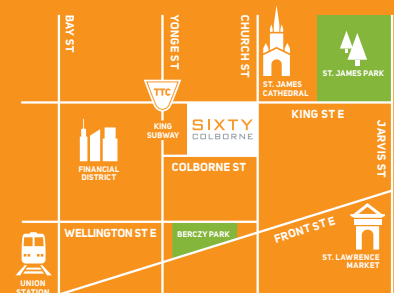 BAY ST
YONGE ST
CHURCH ST
ST. JAMES
CATHEDRAL
ST. JAMES PARK
TTC
KING
SUBWAY
SIXTY
COLBORNE
KING ST E
JARVIS ST
FINANCIAL
DISTRICT
COLBORNE ST
WELLINGTON ST E
BERCZY PARK
FRONT ST E
ST. LAWRENCE
MARKET
UNION
STATION